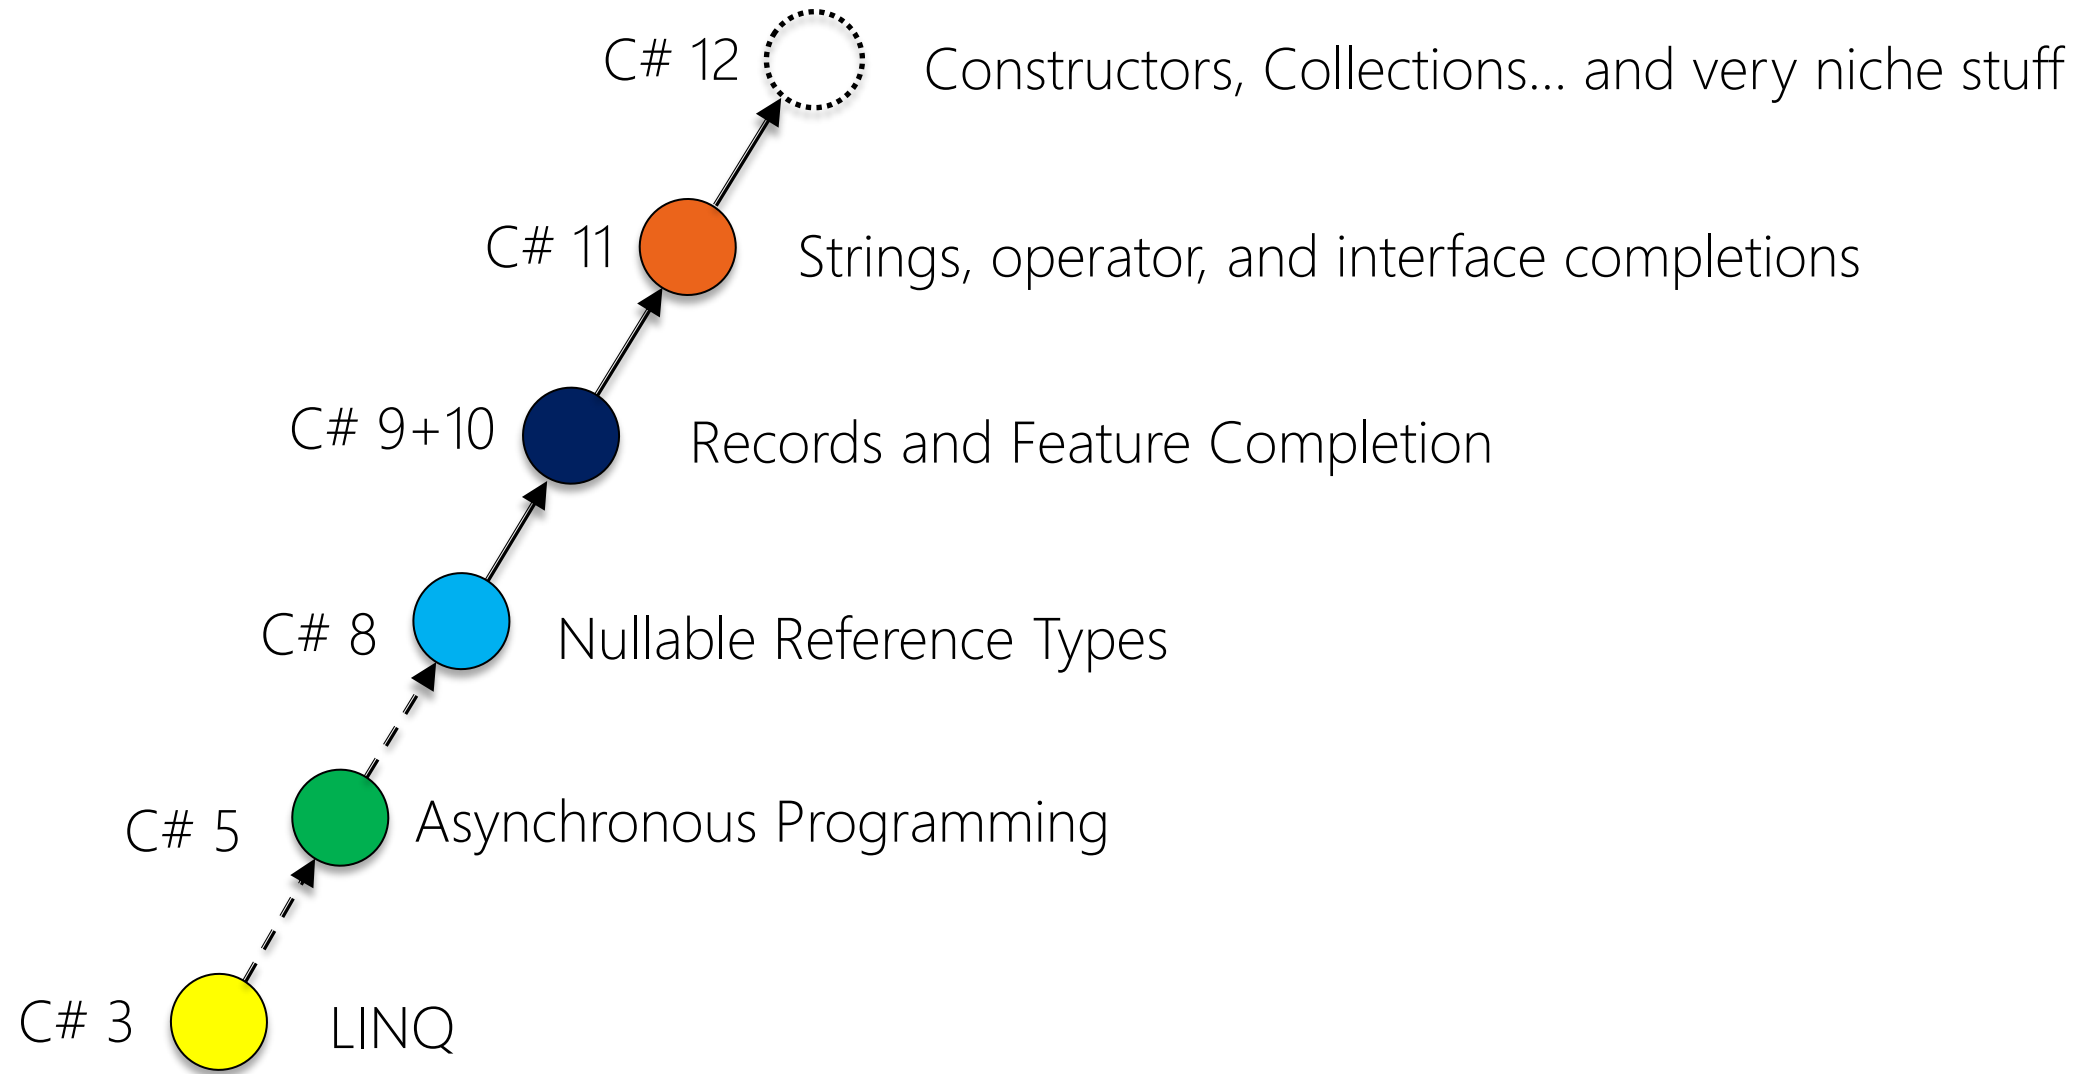 C# 12
Constructors, Collections... and very niche stuff
C# 11
Strings, operator, and interface completions
C# 9+10
Records and Feature Completion
C# 8
Nullable Reference Types
C# 5
Asynchronous Programming
C# 3
LINQ